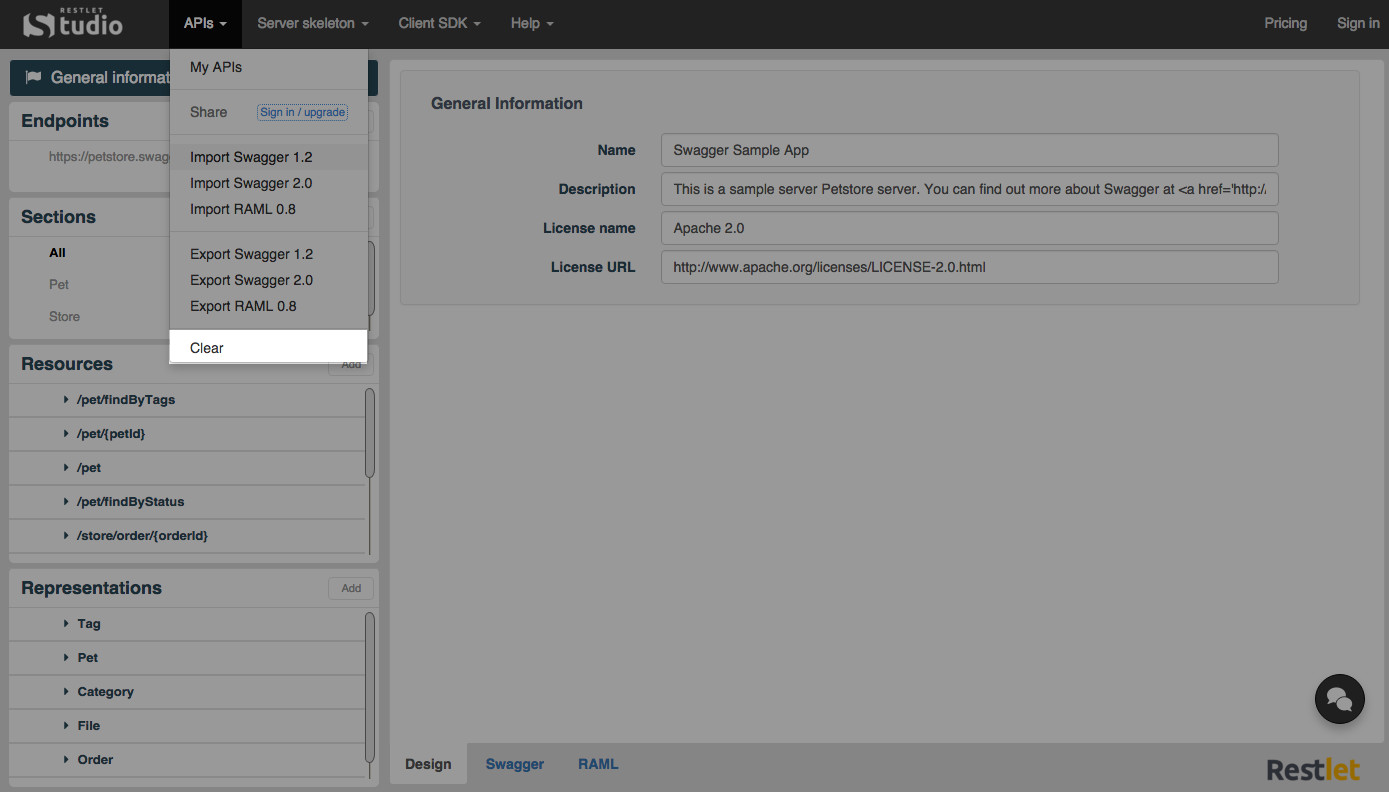 RESTLET
Studio
APIs
Server skeleton
Client SDK
Help
Pricing
Sign in
My APIs
Share
Sign in / upgrade
Import Swagger 1.2
Import Swagger 2.0
Import RAML 0.8
Export Swagger 1.2
Export Swagger 2.0
Export RAML 0.8
Clear
General informat
Endpoints
https://petstore.swagg
Sections
All
Pet
Store
Resources
Add
/pet/findByTags
/pet/{petId}
/pet
/pet/findByStatus
/store/order/{orderId}
Representations
Add
Tag
Pet
Category
File
Order
General Information
Name
Swagger Sample App
Description
This is a sample server Petstore server. You can find out more about Swagger at <a href='http://
License name
Apache 2.0
License URL
http://www.apache.org/licenses/LICENSE-2.0.html
Design
Swagger
RAML
Restlet